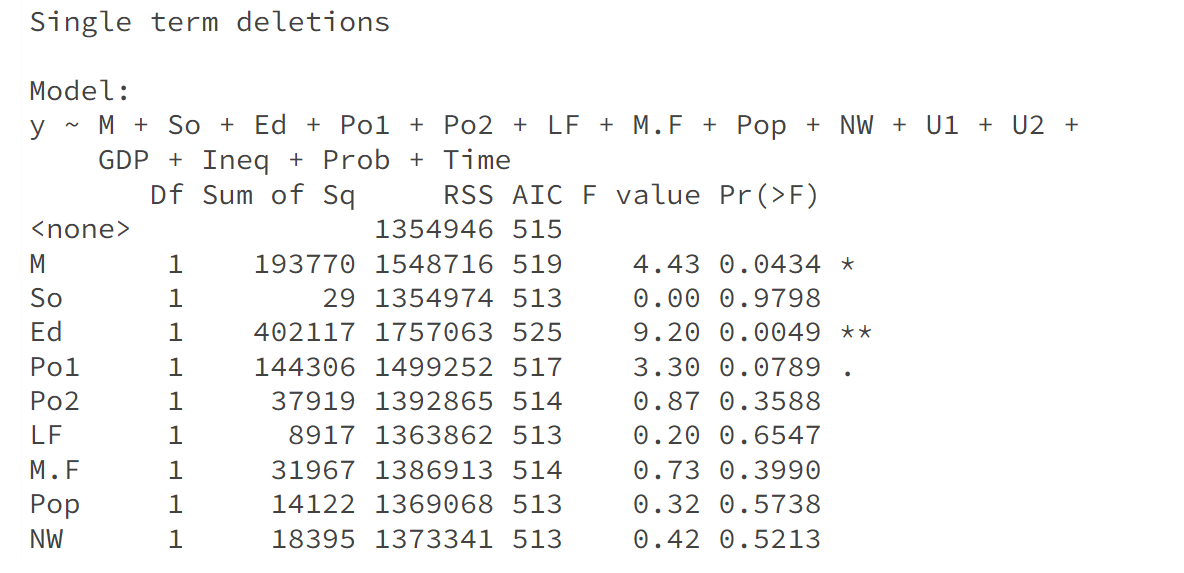 Single term deletions
Model:
y ~ M + So + Ed + Po1 + Po2 + LF + M.F + Pop + NW + U1 + U2 +
    GDP + Ineq + Prob + Time
       Df Sum of Sq     RSS AIC F value Pr(>F)
<none>              1354946 515
M       1    193770 1548716 519    4.43 0.0434 *
So      1        29 1354974 513    0.00 0.9798
Ed      1    402117 1757063 525    9.20 0.0049 **
Po1     1    144306 1499252 517    3.30 0.0789 .
Po2     1     37919 1392865 514    0.87 0.3588
LF      1      8917 1363862 513    0.20 0.6547
M.F     1     31967 1386913 514    0.73 0.3990
Pop     1     14122 1369068 513    0.32 0.5738
NW      1     18395 1373341 513    0.42 0.5213